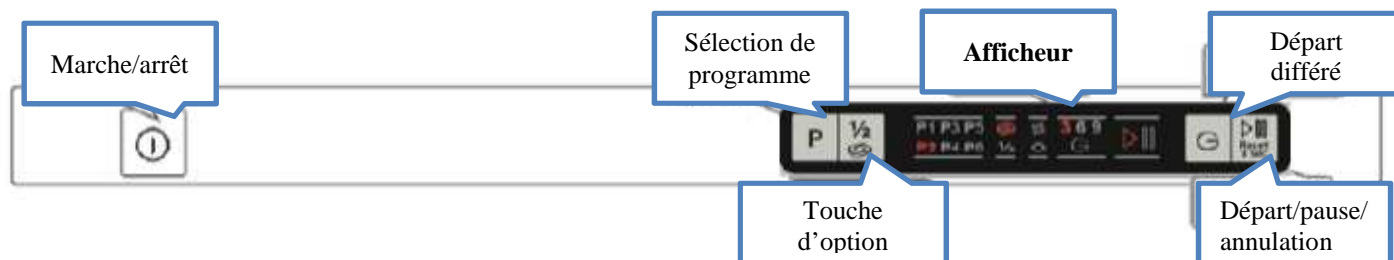 Marche/arrêt
Sélection de
programme
Afficheur
Départ
différé
P
½
P1 P3 P5
3 6 9
P2 P4 P6
½
Reset
Touche
d’option
Départ/pause/
annulation